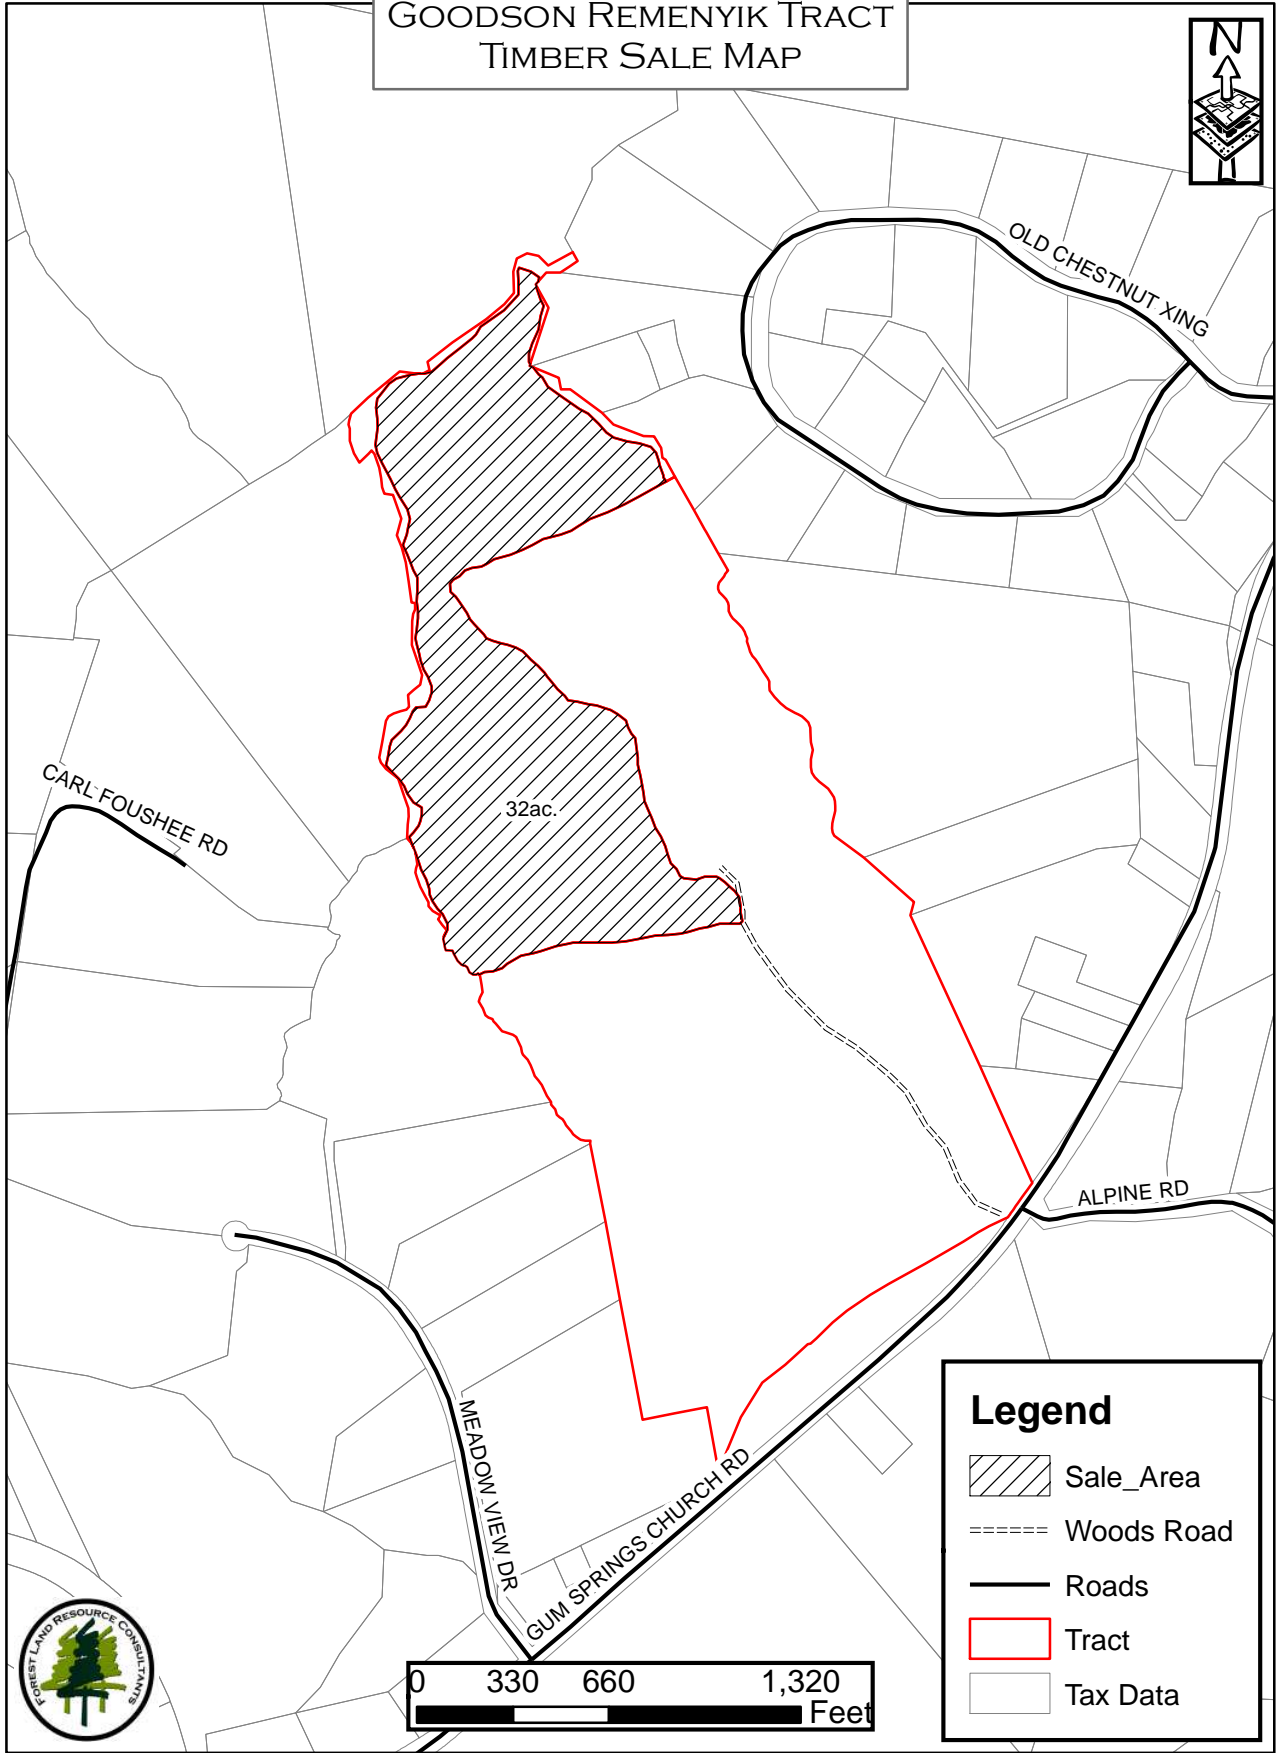 GOODSON REMENYIK TRACT
TIMBER SALE MAP
N
OLD CHESTNUT XING
CARL FOUSHEE RD
32ac.
ALPINE RD
MEADOW VIEW DR
GUM SPRINGS CHURCH RD
Legend
Sale_Area
Woods Road
Roads
Tract
Tax Data
FOREST LAND RESOURCE CONSULTANTS
0 330 660 1,320
Feet